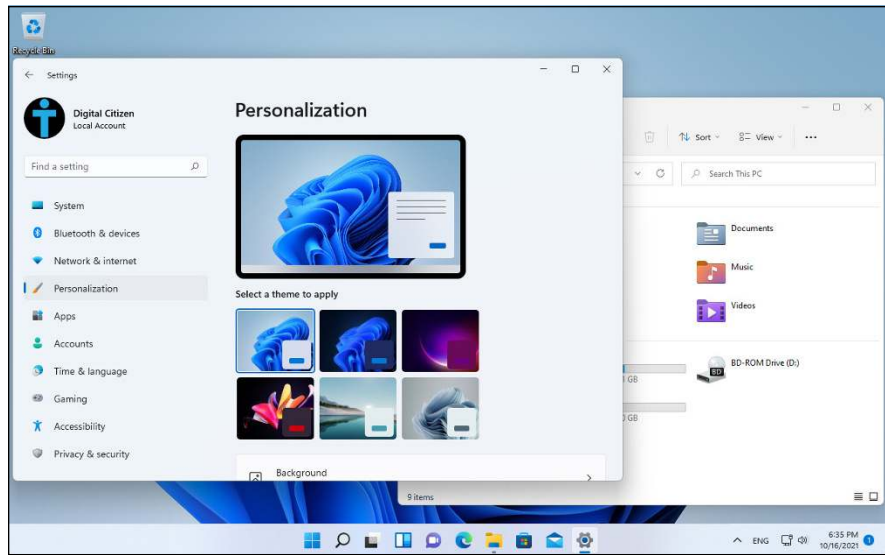 Recycle Bin
Settings
Digital Citizen
Local Account
Find a setting
System
Bluetooth & devices
Network & internet
Personalization
Apps
Accounts
Time & language
Gaming
Accessibility
Privacy & security
Personalization
Select a theme to apply
Background
Sort
View
Search This PC
Documents
Music
Videos
BD-ROM Drive (D:)
BD
GB
GB
9 items
ENG
6:35 PM
10/16/2021
1